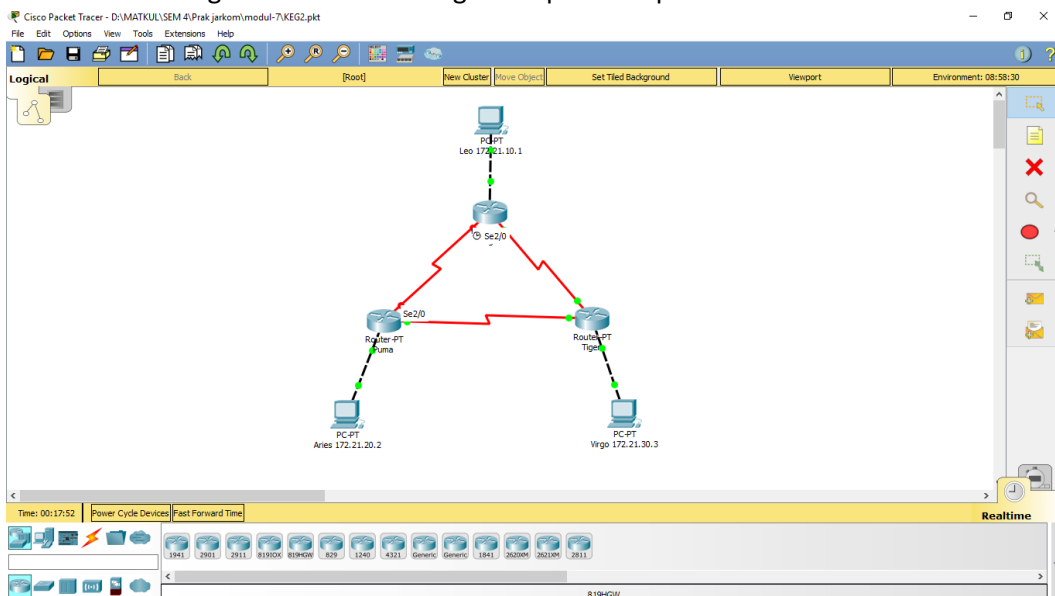 Cisco Packet Tracer - D:\MATKUL\SEM 4\Prak jarkom\modul-7\KEG2.pkt
File Edit Options View Tools Extensions Help
Logical Back [Root] New Cluster Move Object Set Tiled Background Viewport Environment: 08:58:30
PC-PT
Leo 172.21.10.1
Se2/0
Se2/0
Router-PT
Puma
Router-PT
Tiger
PC-PT
Aries 172.21.20.2
PC-PT
Virgo 172.21.30.3
Time: 00:17:52 Power Cycle Devices Fast Forward Time Realtime
1941 2901 2911 819IOX 819HGW 829 1240 4321 Generic Generic 1841 2620XM 2621XM 2811
819HGW